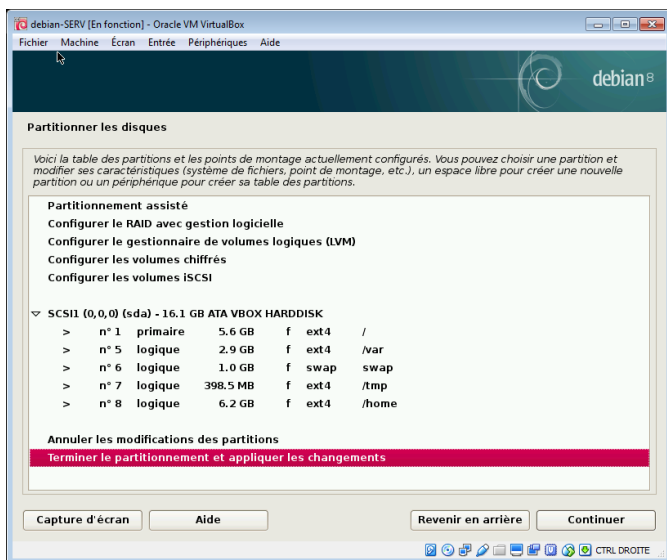 debian-SERV [En fonction] - Oracle VM VirtualBox
Fichier Machine Écran Entrée Périphériques Aide
debian 8
Partitionner les disques
Voici la table des partitions et les points de montage actuellement configurés. Vous pouvez choisir une partition et
modifier ses caractéristiques (système de fichiers, point de montage, etc.), un espace libre pour créer une nouvelle
partition ou un périphérique pour créer sa table des partitions.
Partitionnement assisté
Configurer le RAID avec gestion logicielle
Configurer le gestionnaire de volumes logiques (LVM)
Configurer les volumes chiffrés
Configurer les volumes iSCSI
SCSI1 (0,0,0) (sda) - 16.1 GB ATA VBOX HARDDISK
> n° 1 primaire 5.6 GB f ext4 /
> n° 5 logique 2.9 GB f ext4 /var
> n° 6 logique 1.0 GB f swap swap
> n° 7 logique 398.5 MB f ext4 /tmp
> n° 8 logique 6.2 GB f ext4 /home
Annuler les modifications des partitions
Terminer le partitionnement et appliquer les changements
Capture d'écran Aide Revenir en arrière Continuer
CTRL DROITE